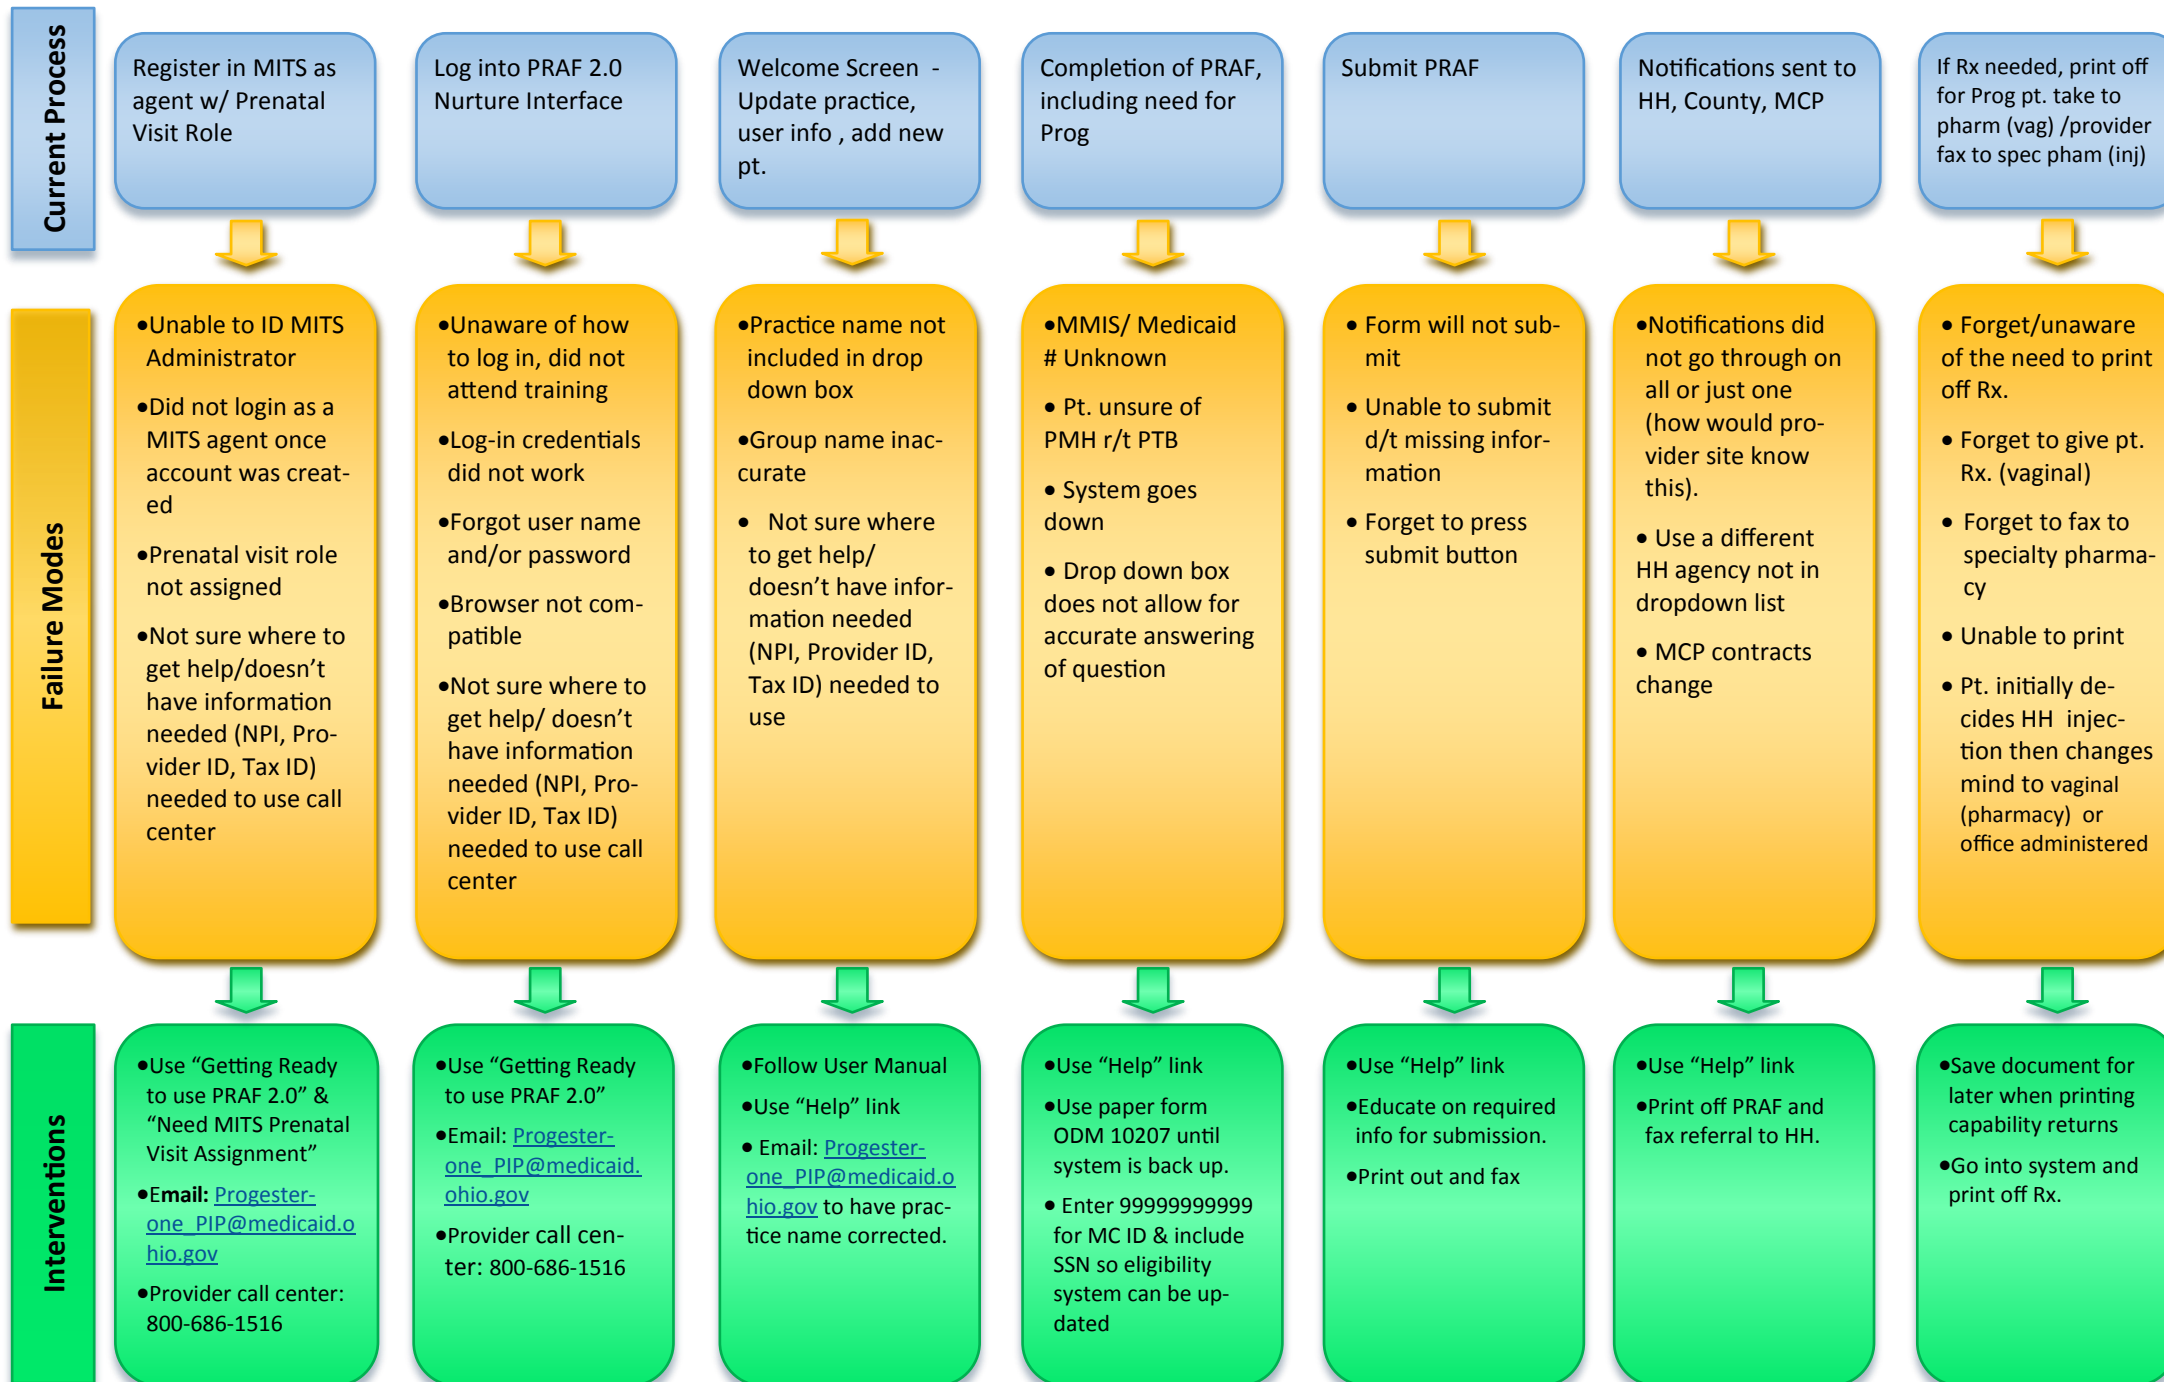 Current Process
Register in MITS as
agent w/ Prenatal
Visit Role
Log into PRAF 2.0
Nurture Interface
Welcome Screen -
Update practice,
user info , add new
pt.
Completion of PRAF,
including need for
Prog
Submit PRAF
Notifications sent to
HH, County, MCP
If Rx needed, print off
for Prog pt. take to
pharm (vag) /provider
fax to spec pham (inj)
Failure Modes
•Unable to ID MITS
Administrator
•Did not login as a
MITS agent once
account was creat-
ed
•Prenatal visit role
not assigned
•Not sure where to
get help/doesn’t
have information
needed (NPI, Pro-
vider ID, Tax ID)
needed to use call
center
•Unaware of how
to log in, did not
attend training
•Log-in credentials
did not work
•Forgot user name
and/or password
•Browser not com-
patible
•Not sure where to
get help/ doesn’t
have information
needed (NPI, Pro-
vider ID, Tax ID)
needed to use call
center
•Practice name not
included in drop
down box
•Group name inac-
curate
• Not sure where
to get help/
doesn’t have infor-
mation needed
(NPI, Provider ID,
Tax ID) needed to
use
•MMIS/ Medicaid
# Unknown
• Pt. unsure of
PMH r/t PTB
• System goes
down
• Drop down box
does not allow for
accurate answering
of question
• Form will not sub-
mit
• Unable to submit
d/t missing infor-
mation
• Forget to press
submit button
•Notifications did
not go through on
all or just one
(how would pro-
vider site know
this).
• Use a different
HH agency not in
dropdown list
• MCP contracts
change
• Forget/unaware
of the need to print
off Rx.
• Forget to give pt.
Rx. (vaginal)
• Forget to fax to
specialty pharma-
cy
• Unable to print
• Pt. initially de-
cides HH injec-
tion then changes
mind to vaginal
(pharmacy) or
office administered
Interventions
•Use “Getting Ready
to use PRAF 2.0” &
“Need MITS Prenatal
Visit Assignment”
•Email: Progester-
one_PIP@medicaid.o
hio.gov
•Provider call center:
800-686-1516
•Use “Getting Ready
to use PRAF 2.0”
•Email: Progester-
one_PIP@medicaid.
ohio.gov
•Provider call cen-
ter: 800-686-1516
•Follow User Manual
•Use “Help” link
• Email: Progester-
one_PIP@medicaid.o
hio.gov to have prac-
tice name corrected.
•Use “Help” link
•Use paper form
ODM 10207 until
system is back up.
• Enter 99999999999
for MC ID & include
SSN so eligibility
system can be up-
dated
•Use “Help” link
•Educate on required
info for submission.
•Print out and fax
•Use “Help” link
•Print off PRAF and
fax referral to HH.
•Save document for
later when printing
capability returns
•Go into system and
print off Rx.